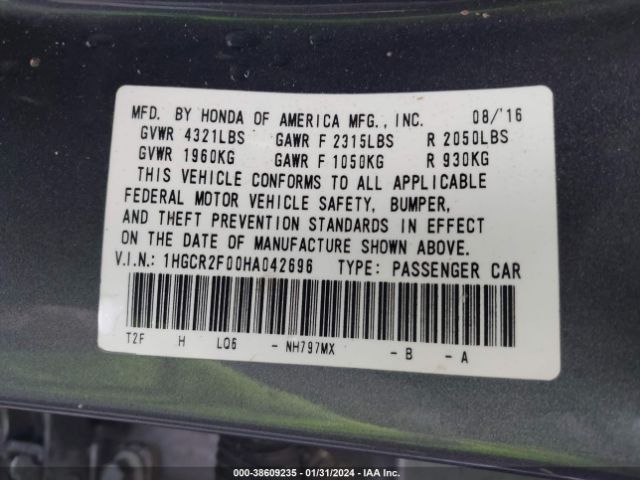 MFD. BY HONDA OF AMERICA MFG., INC. 08/'16
GVWR 4321LBS GAWR F 2315LBS R 2050LBS
GVWR 1960KG GAWR F 1050KG R 930KG
THIS VEHICLE CONFORMS TO ALL APPLICABLE
FEDERAL MOTOR VEHICLE SAFETY, BUMPER,
AND THEFT PREVENTION STANDARDS IN EFFECT
ON THE DATE OF MANUFACTURE SHOWN ABOVE.
V.I.N.: 1HGCR2F00HA042696 TYPE: PASSENGER CAR
T2F H LQ6 - NH797MX - B - A
000-38609235 - 01/31/2024 - IAA Inc.